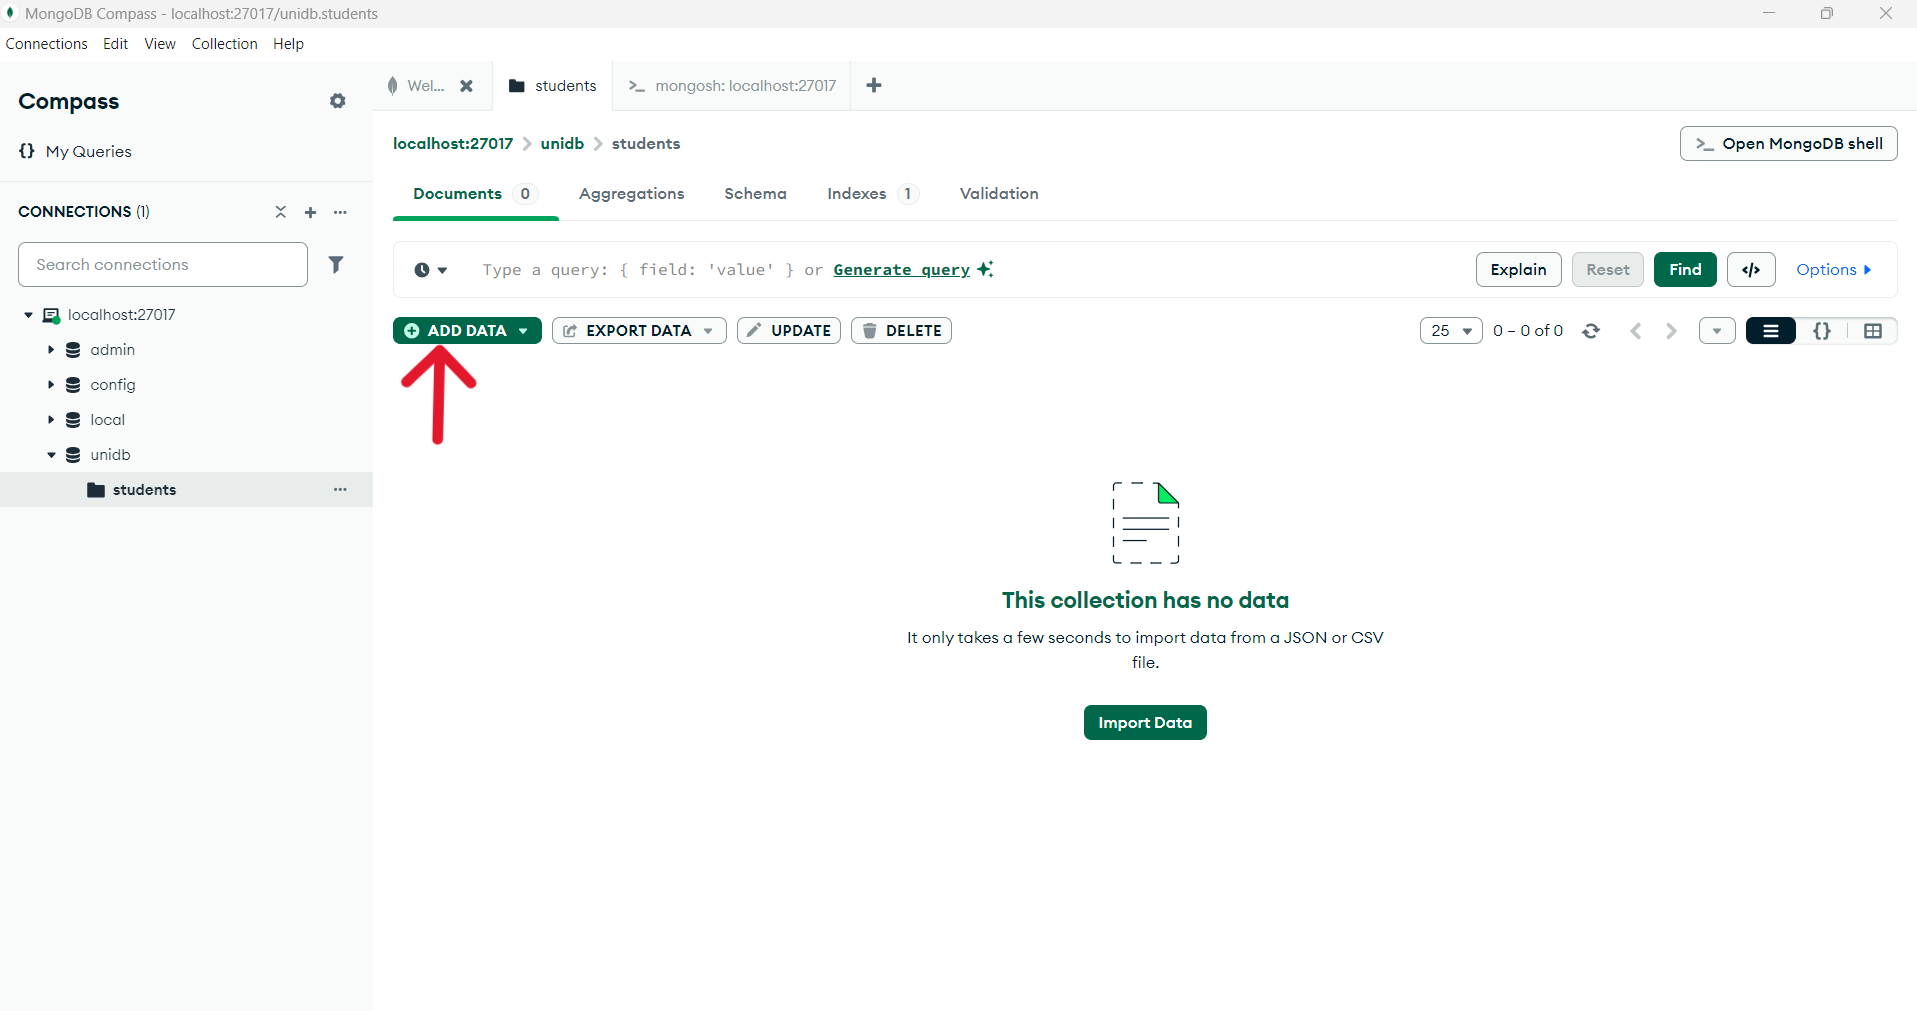 MongoDB Compass - localhost:27017/unidb.students
Connections Edit View Collection Help
Compass
My Queries
CONNECTIONS (1)
Search connections
localhost:27017
admin
config
local
unidb
students
Wel... students mongosh: localhost:27017
localhost:27017 unidb students
Open MongoDB shell
Documents 0 Aggregations Schema Indexes 1 Validation
Type a query: { field: 'value' } or Generate query
Explain Reset Find </> Options
ADD DATA EXPORT DATA UPDATE DELETE
25 0 – 0 of 0 {}
This collection has no data
It only takes a few seconds to import data from a JSON or CSV
file.
Import Data